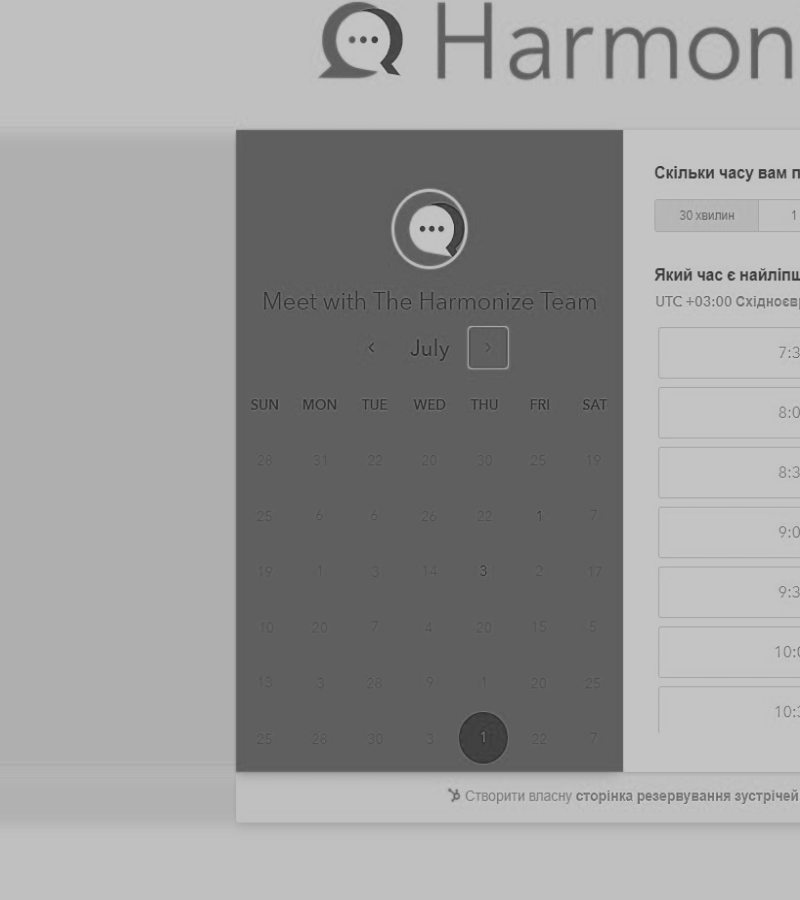 Harmon
Meet with The Harmonize Team
July
SUN MON TUE WED THU FRI SAT
28 31 22 20 30 25 19
25 6 6 26 22 1 7
19 1 3 14 3 2 17
10 20 7 4 20 15 5
13 3 28 9 1 20 25
25 28 30 3 1 22 7
Скільки часу вам п
30 хвилин 1
Який час є найліпш
UTC +03:00 Східноєв
7:3
8:0
8:3
9:0
9:3
10:0
10:3
Створити власну сторінка резервування зустрічей